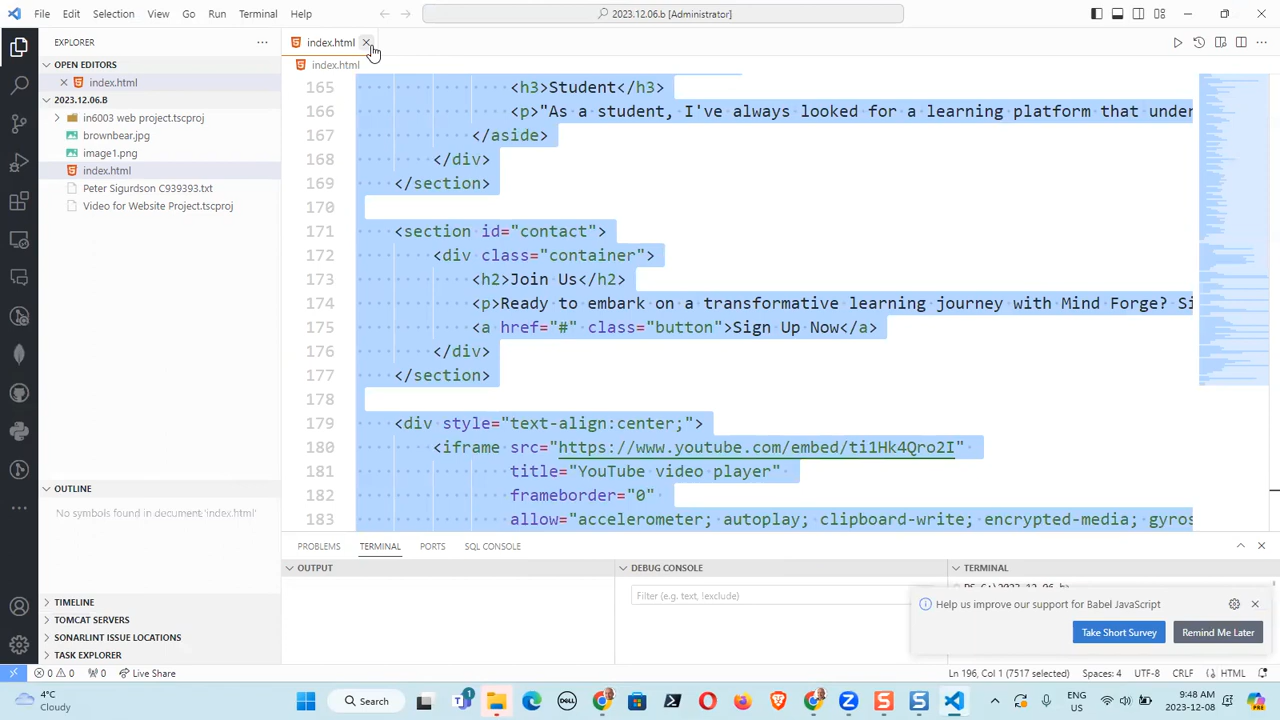 File Edit Selection View Go Run Terminal Help
2023.12.06.b [Administrator]
EXPLORER
index.html
OPEN EDITORS
index.html
index.html
2023.12.06.B
in6003 web project.tscproj
brownbear.jpg
image1.png
index.html
Peter Sigurdson C939393.txt
Video for Website Project.tscproj
165 <h3>Student</h3>
166 <p>"As a student, I've always looked for a learning platform that under
167 </aside>
168 </div>
169 </section>
170
171 <section id="contact">
172 <div class="container">
173 <h2>Join Us</h2>
174 <p>Ready to embark on a transformative learning journey with Mind Forge? Si
175 <a href="#" class="button">Sign Up Now</a>
176 </div>
177 </section>
178
179 <div style="text-align:center;">
180 <iframe src="https://www.youtube.com/embed/ti1Hk4Qro2I"
181 title="YouTube video player"
182 frameborder="0"
183 allow="accelerometer; autoplay; clipboard-write; encrypted-media; gyros
OUTLINE
No symbols found in document 'index.html'
TIMELINE
TOMCAT SERVERS
SONARLINT ISSUE LOCATIONS
TASK EXPLORER
PROBLEMS TERMINAL PORTS SQL CONSOLE
OUTPUT
DEBUG CONSOLE
TERMINAL
Filter (e.g. text, !exclude)
Help us improve our support for Babel JavaScript
Take Short Survey
Remind Me Later
0 0 0 Live Share
Ln 196, Col 1 (7517 selected) Spaces: 4 UTF-8 CRLF HTML
4°C
Cloudy
Search
1
ENG
US
9:48 AM
2023-12-08